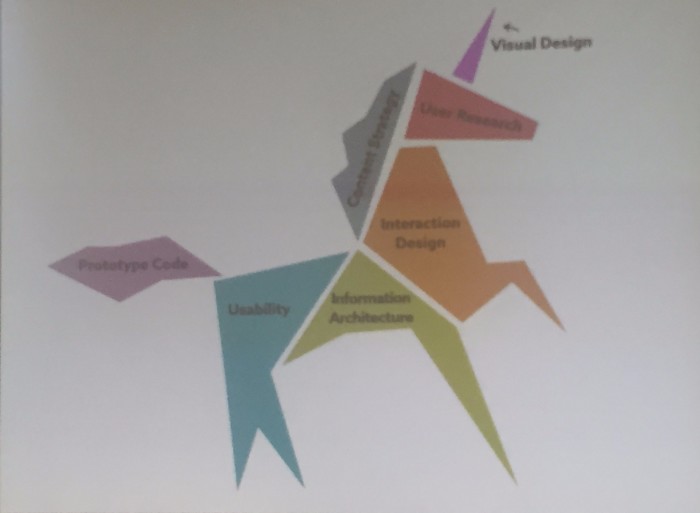 Visual Design
User Research
Content Strategy
Interaction
Design
Prototype Code
Usability
Information
Architecture